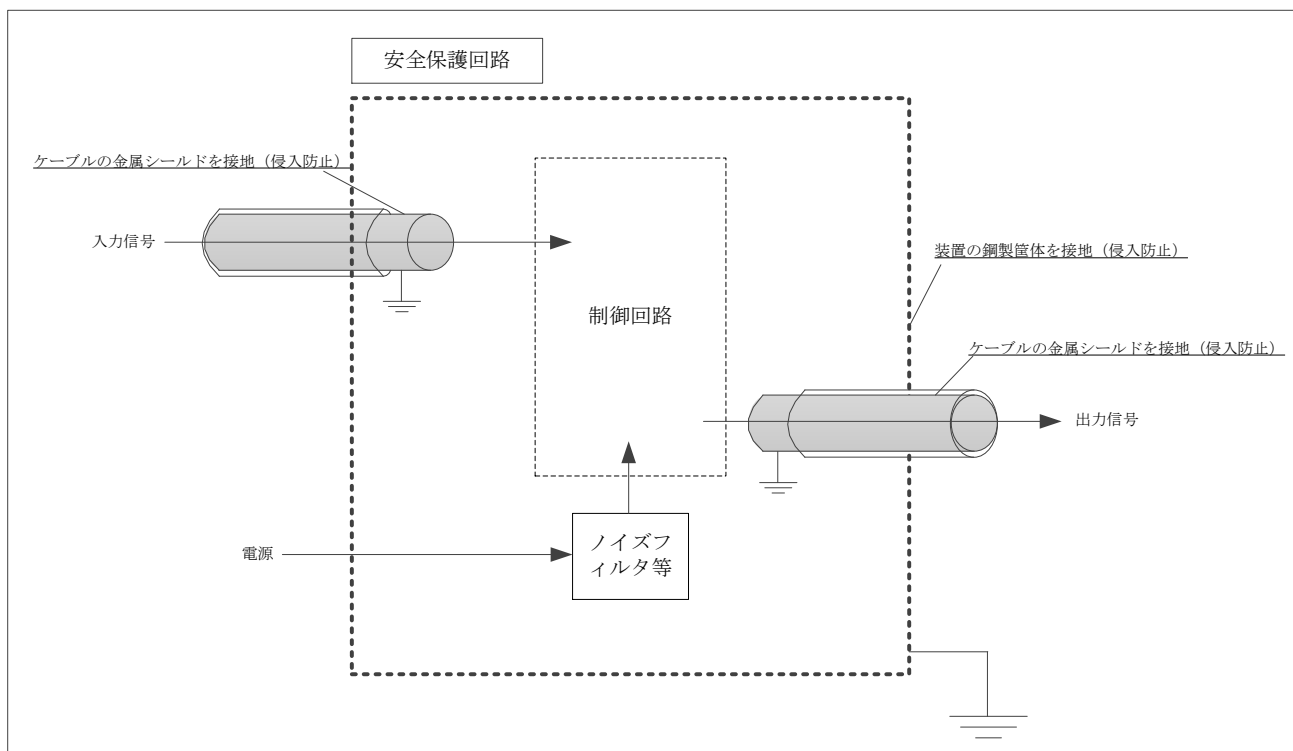 安全保護回路
ケーブルの金属シールドを接地（侵入防止）
入力信号
装置の鋼製筐体を接地（侵入防止）
制御回路
ケーブルの金属シールドを接地（侵入防止）
出力信号
電源
ノイズフ
ィルタ等